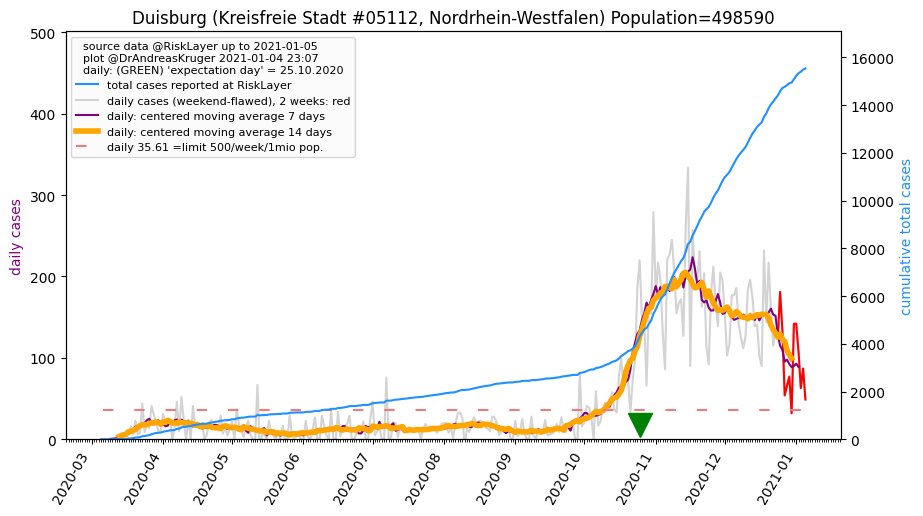 Duisburg (Kreisfreie Stadt #05112, Nordrhein-Westfalen) Population=498590
source data @RiskLayer up to 2021-01-05
plot @DrAndreasKruger 2021-01-04 23:07
daily: (GREEN) 'expectation day' = 25.10.2020
total cases reported at RiskLayer
daily cases (weekend-flawed), 2 weeks: red
daily: centered moving average 7 days
daily: centered moving average 14 days
daily 35.61 =limit 500/week/1mio pop.
daily cases
500
400
300
200
100
0
cumulative total cases
16000
14000
12000
10000
8000
6000
4000
2000
0
2020-03
2020-04
2020-05
2020-06
2020-07
2020-08
2020-09
2020-10
2020-11
2020-12
2021-01